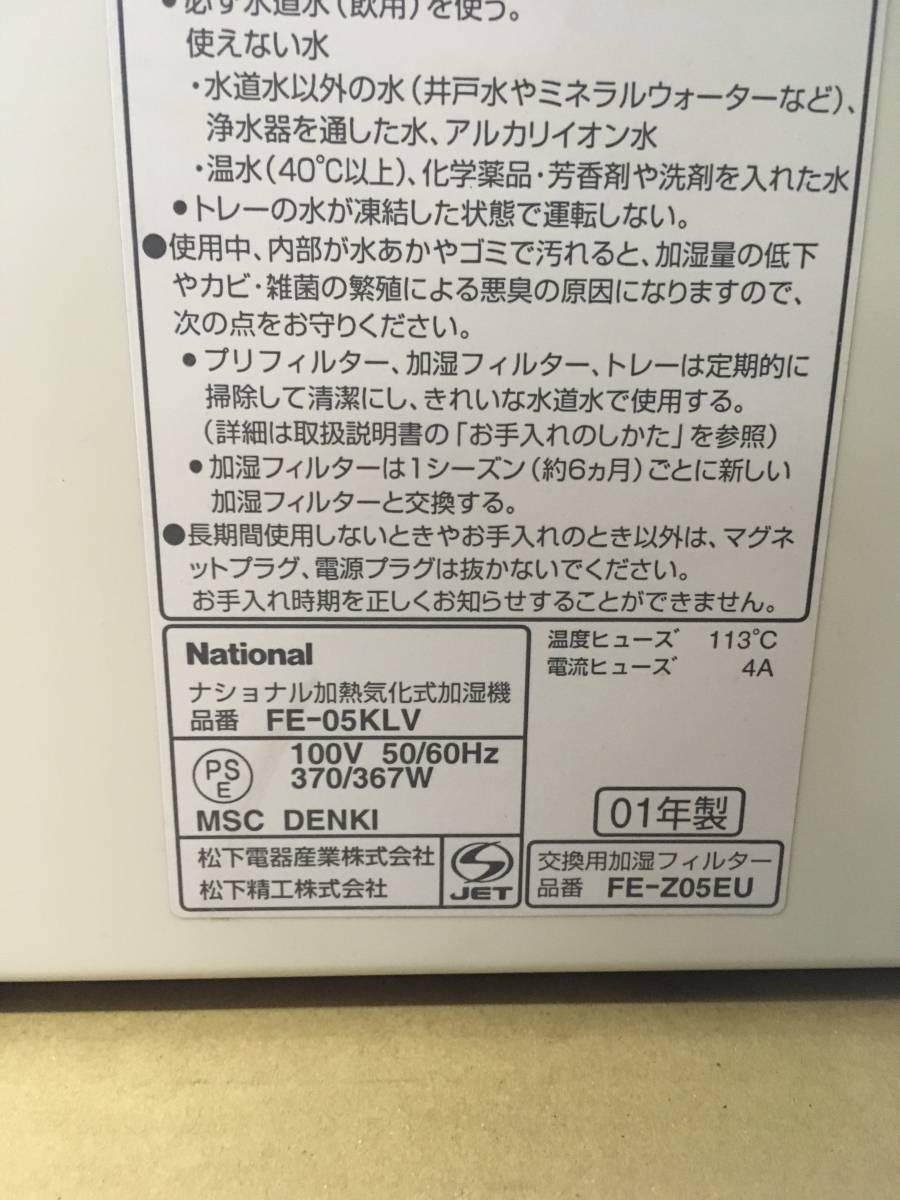 ●必ず水道水(飲用)を使う。
使えない水
・水道水以外の水(井戸水やミネラルウォーターなど)、
浄水器を通した水、アルカリイオン水
・温水(40℃以上)、化学薬品・芳香剤や洗剤を入れた水
●トレーの水が凍結した状態で運転しない。
●使用中、内部が水あかやゴミで汚れると、加湿量の低下
やカビ・雑菌の繁殖による悪臭の原因になりますので、
次の点をお守りください。
●プリフィルター、加湿フィルター、トレーは定期的に
掃除して清潔にし、きれいな水道水で使用する。
(詳細は取扱説明書の「お手入れのしかた」を参照)
●加湿フィルターは1シーズン(約6ヵ月)ごとに新しい
加湿フィルターと交換する。
●長期間使用しないときやお手入れのとき以外は、マグネ
ットプラグ、電源プラグは抜かないでください。
お手入れ時期を正しくお知らせすることができません。
National
ナショナル加熱気化式加湿機
品番 FE-05KLV
PS
E
100V 50/60Hz
370/367W
MSC DENKI
松下電器産業株式会社
松下精工株式会社
JET
温度ヒューズ 113℃
電流ヒューズ 4A
01年製
交換用加湿フィルター
品番 FE-Z05EU